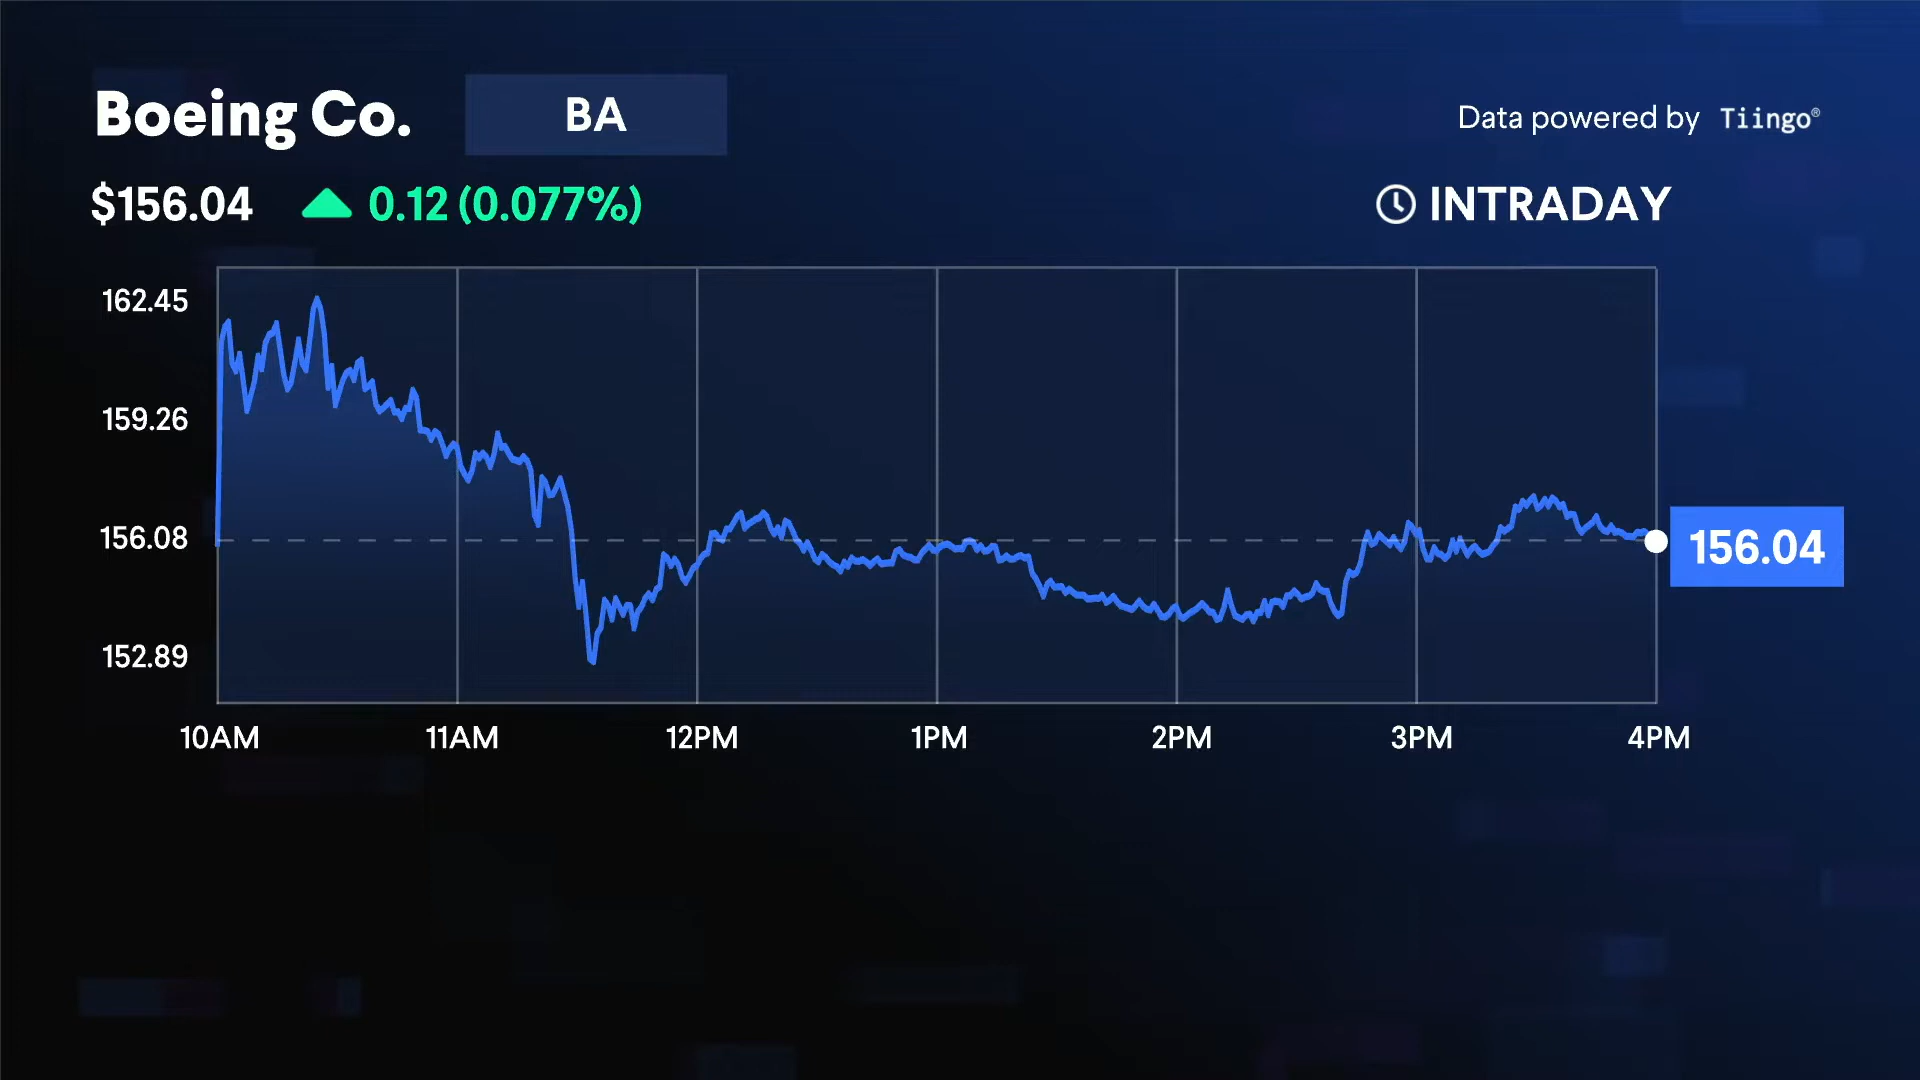 Boeing Co. BA
Data powered by Tiingo®
$156.04 0.12 (0.077%)
INTRADAY
162.45
159.26
156.08
152.89
156.04
10AM 11AM 12PM 1PM 2PM 3PM 4PM